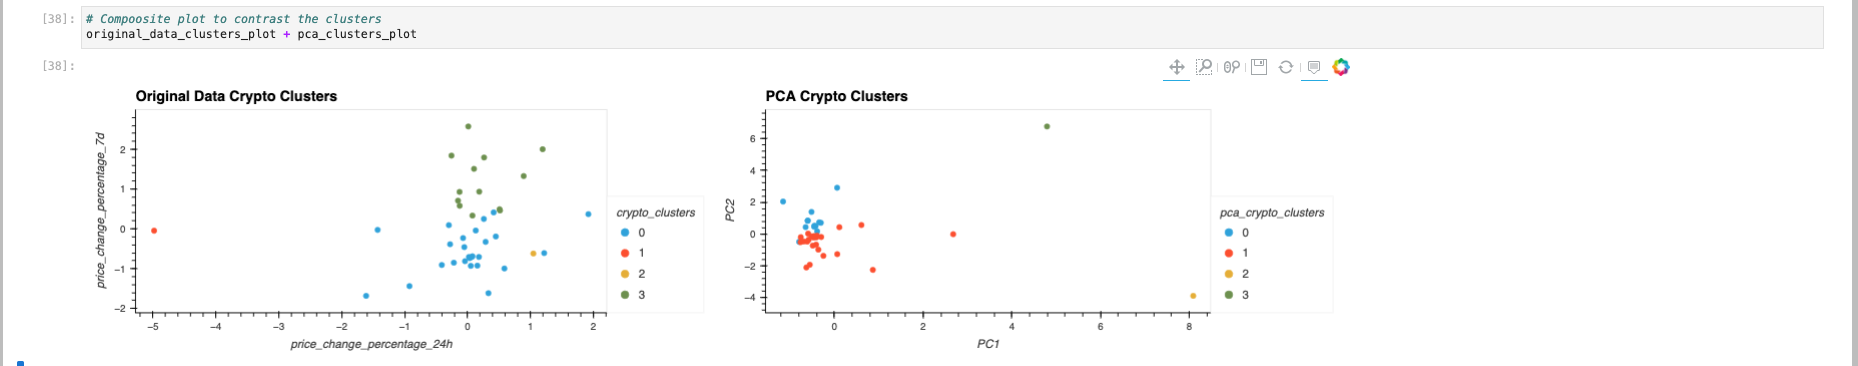 [38]:
# Compoosite plot to contrast the clusters
original_data_clusters_plot + pca_clusters_plot
[38]:
Original Data Crypto Clusters
price_change_percentage_7d
2
1
0
−1
−2
−5 −4 −3 −2 −1 0 1 2
price_change_percentage_24h
crypto_clusters
0
1
2
3
PCA Crypto Clusters
PC2
6
4
2
0
−2
−4
0 2 4 6 8
PC1
pca_crypto_clusters
0
1
2
3